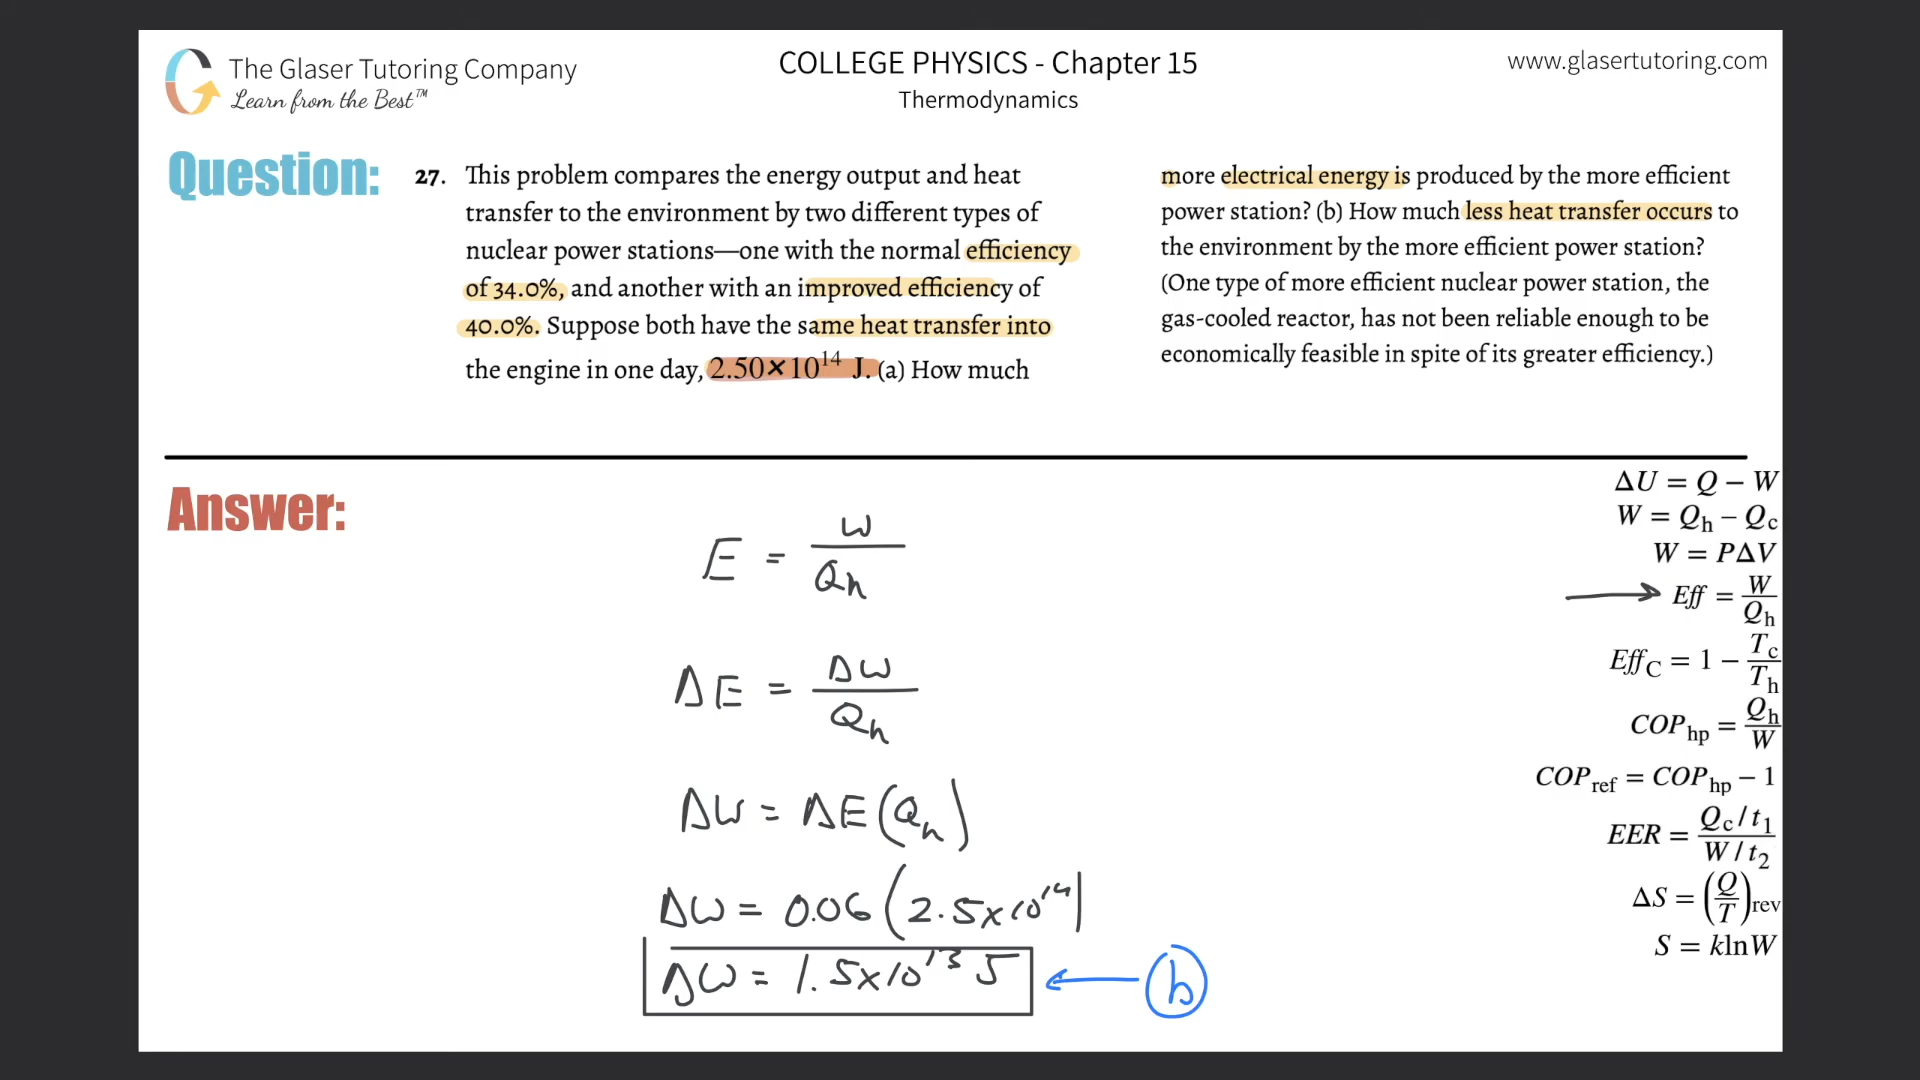 The Glaser Tutoring Company
Learn from the Best™
COLLEGE PHYSICS - Chapter 15
Thermodynamics
www.glasertutoring.com
Question:
27. This problem compares the energy output and heat
transfer to the environment by two different types of
nuclear power stations—one with the normal efficiency
of 34.0%, and another with an improved efficiency of
40.0%. Suppose both have the same heat transfer into
the engine in one day, 2.50×10¹⁴ J. (a) How much
more electrical energy is produced by the more efficient
power station? (b) How much less heat transfer occurs to
the environment by the more efficient power station?
(One type of more efficient nuclear power station, the
gas-cooled reactor, has not been reliable enough to be
economically feasible in spite of its greater efficiency.)
Answer:
E = W / Qh
ΔE = ΔW / Qh
ΔW = ΔE (Qh)
ΔW = 0.06 (2.5x10¹⁴)
ΔW = 1.5x10¹³ J
b
ΔU = Q − W
W = Qh − Qc
W = PΔV
Eff = W / Qh
EffC = 1 − Tc / Th
COPhp = Qh / W
COPref = COPhp − 1
EER = Qc / t₁ / W / t₂
ΔS = (Q / T)rev
S = klnW